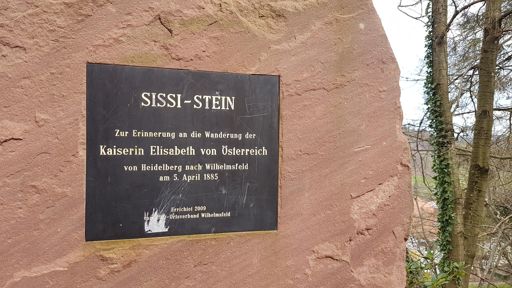 SISSI-STEIN
Zur Erinnerung an die Wanderung der
Kaiserin Elisabeth von Österreich
von Heidelberg nach Wilhelmsfeld
am 5. April 1885
Errichtet 2009
-Ortsverband Wilhelmsfeld